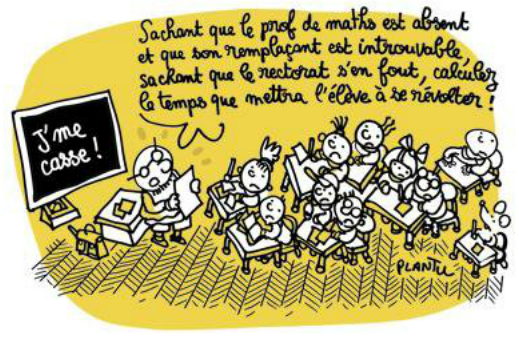 Sachant que le prof de maths est absent
et que son remplaçant est introuvable,
sachant que le rectorat s'en fout, calculez
le temps que mettra l'élève à se révolter !
J'me
casse !
PLANTU